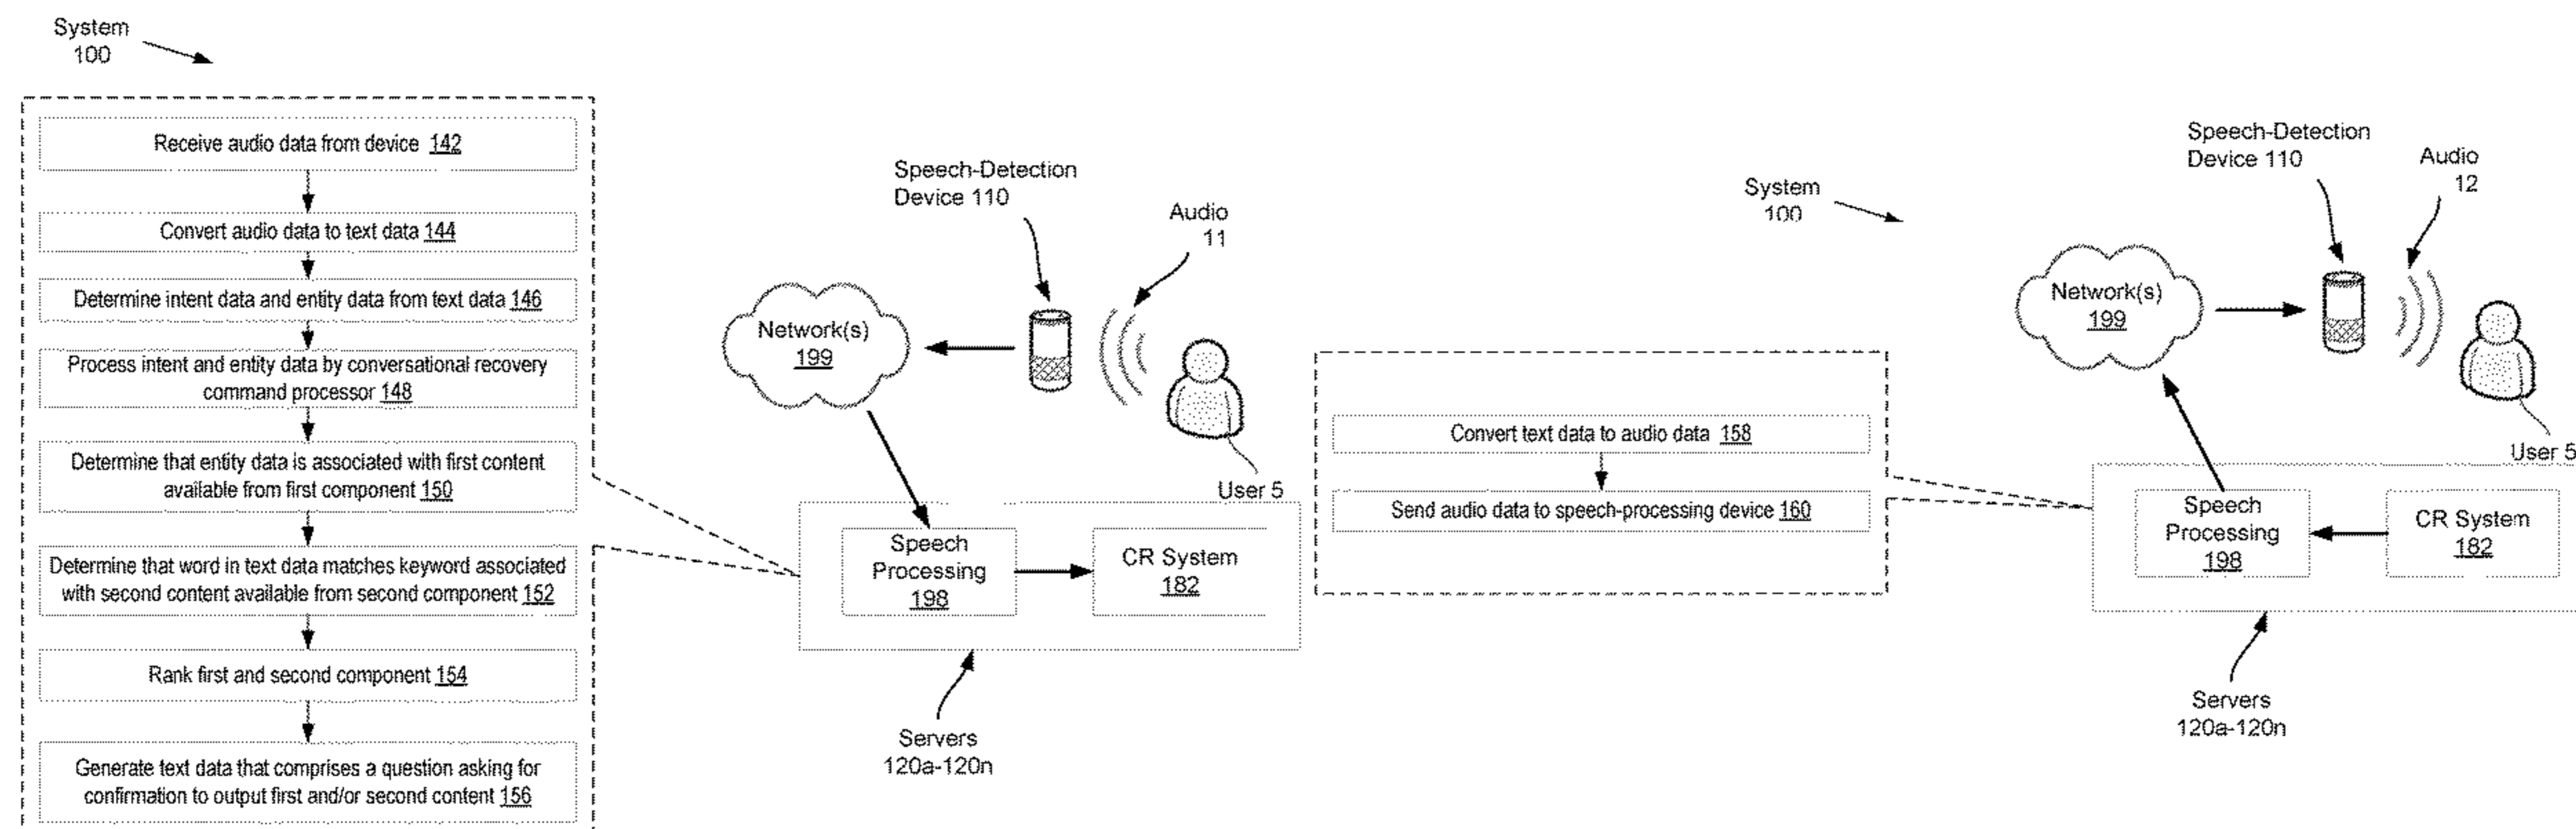 System
100
Receive audio data from device 142
Convert audio data to text data 144
Determine intent data and entity data from text data 146
Process intent and entity data by conversational recovery
command processor 148
Determine that entity data is associated with first content
available from first component 150
Determine that word in text data matches keyword associated
with second content available from second component 152
Rank first and second component 154
Generate text data that comprises a question asking for
confirmation to output first and/or second content 156
Speech-Detection
Device 110
Audio
11
Network(s)
199
User 5
Speech
Processing
198
CR System
182
Servers
120a-120n
System
100
Speech-Detection
Device 110
Audio
12
Network(s)
199
User 5
Convert text data to audio data 158
Send audio data to speech-processing device 160
Speech
Processing
198
CR System
182
Servers
120a-120n